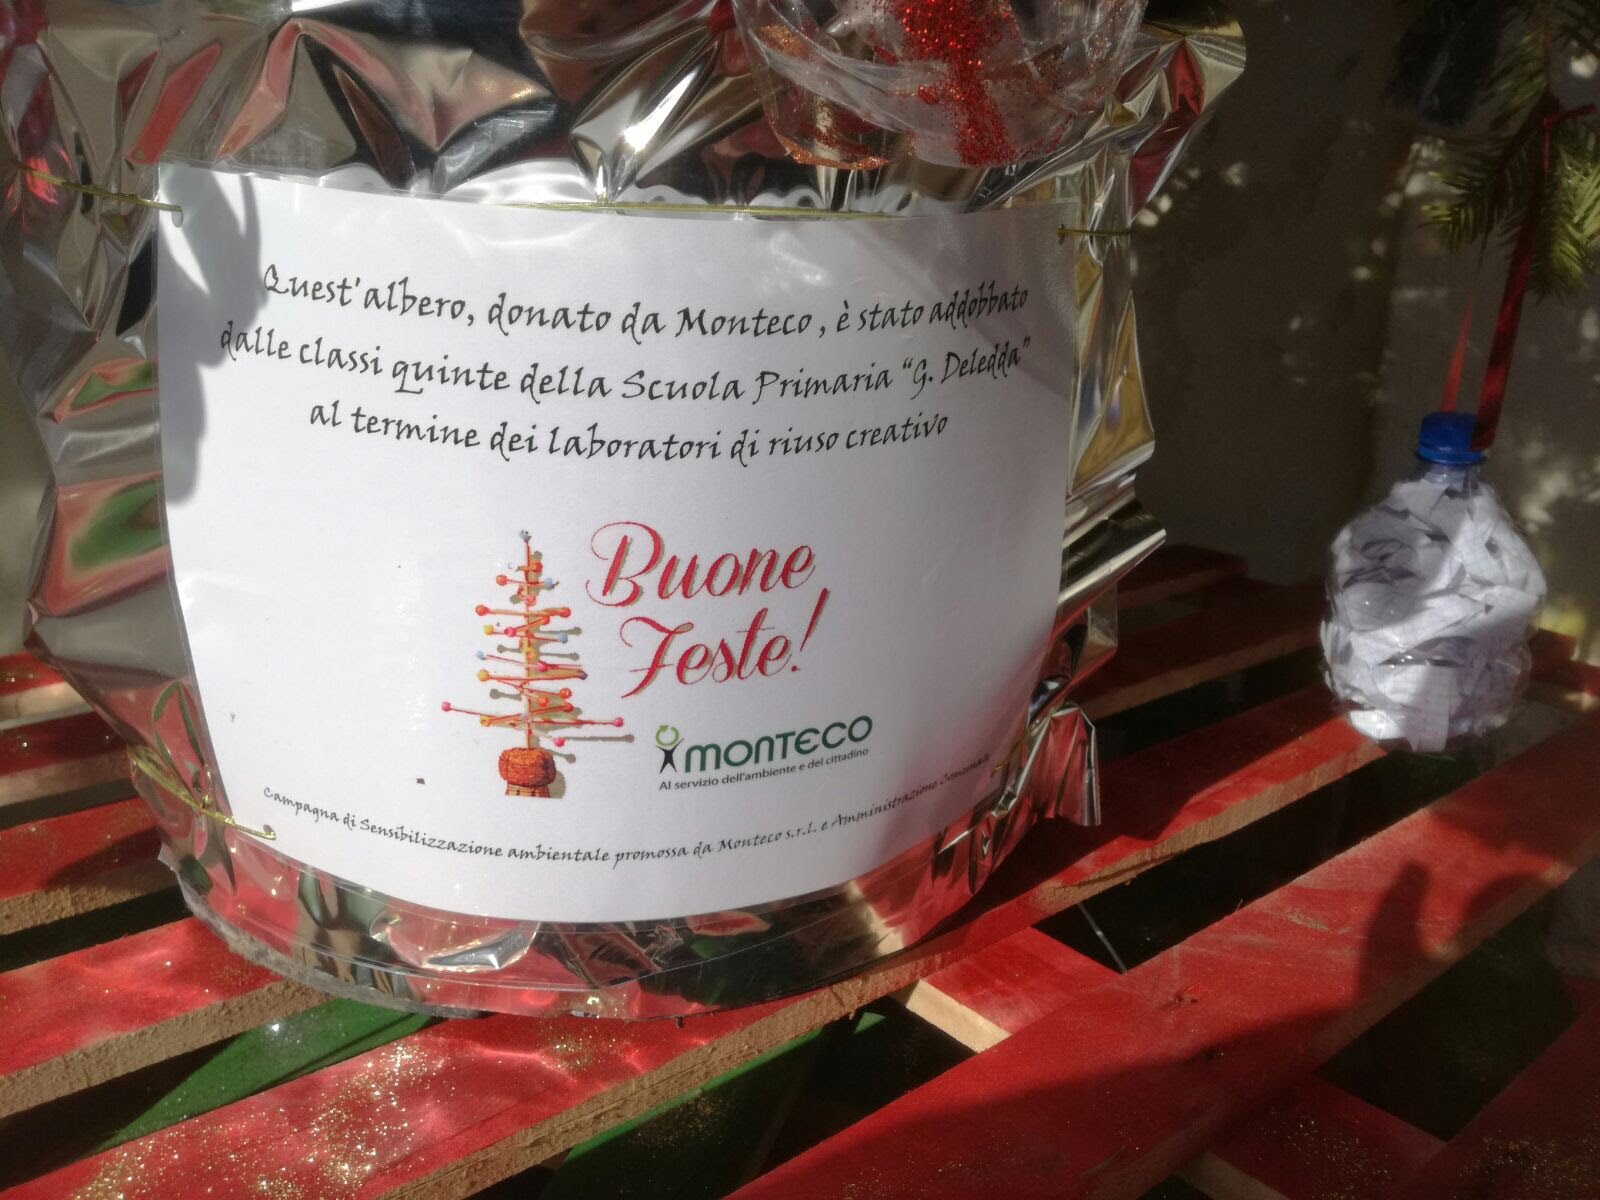 Quest'albero, donato da Monteco, è stato addobbato
dalle classi quinte della Scuola Primaria “G. Deledda”
al termine dei laboratori di riuso creativo
Buone
Feste!
MONTECO
Al servizio dell'ambiente e del cittadino
Campagna di Sensibilizzazione ambientale promossa da Monteco s.r.l. e Amministrazione Comunale